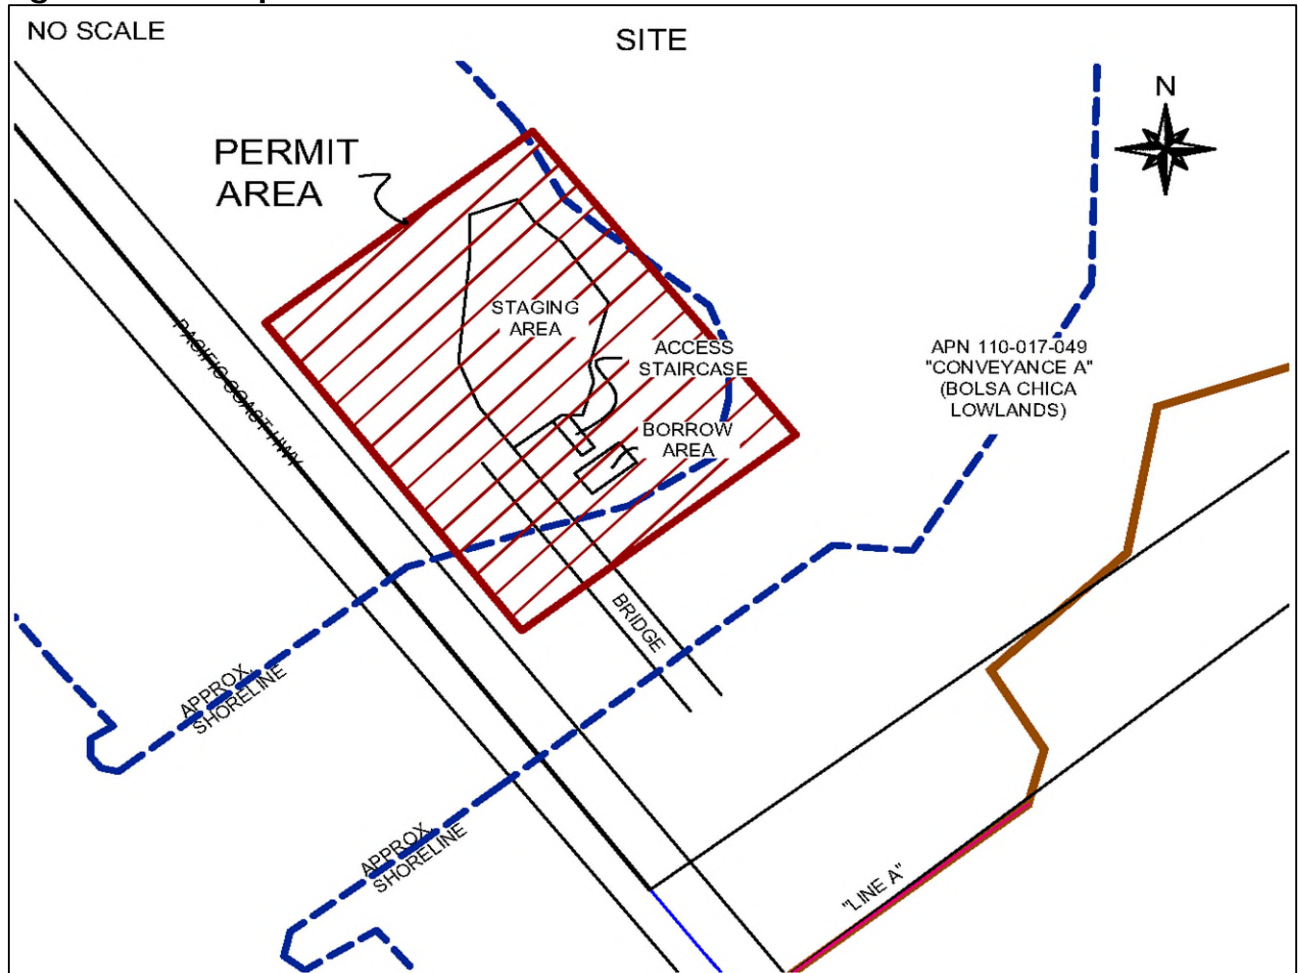 NO SCALE
SITE
N
PERMIT
AREA
STAGING
AREA
ACCESS
STAIRCASE
PACIFIC COAST HWY
APN 110-017-049
"CONVEYANCE A"
(BOLSA CHICA
LOWLANDS)
BORROW
AREA
BRIDGE
APPROX.
SHORELINE
APPROX.
SHORELINE
"LINE A"